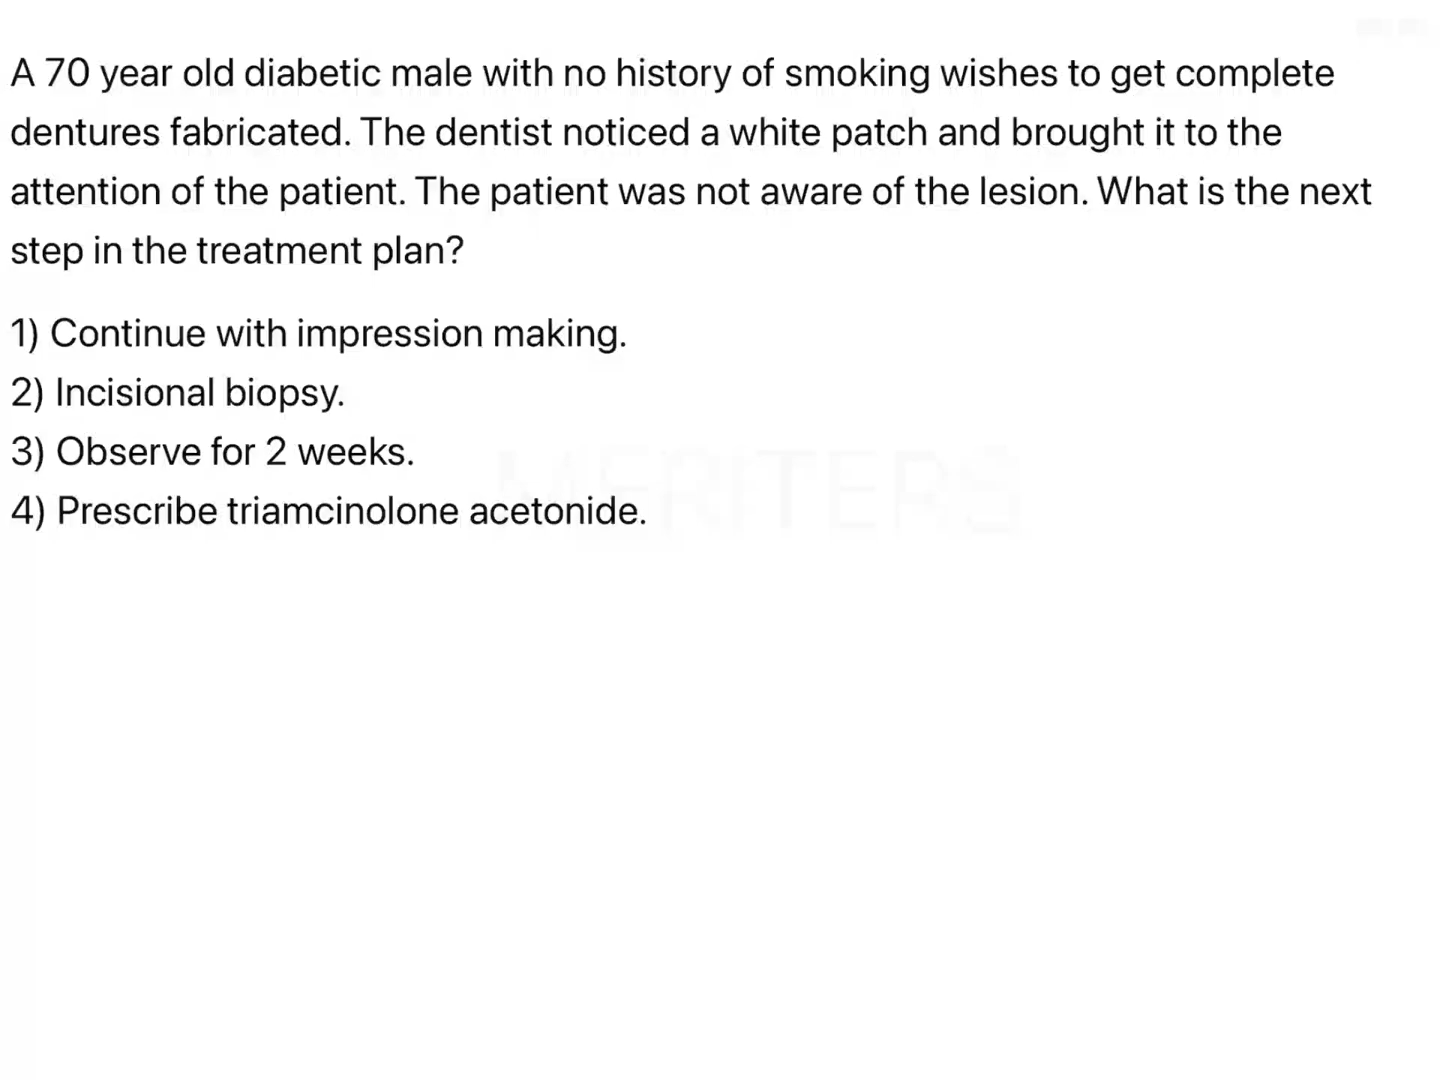 A 70 year old diabetic male with no history of smoking wishes to get complete
dentures fabricated. The dentist noticed a white patch and brought it to the
attention of the patient. The patient was not aware of the lesion. What is the next
step in the treatment plan?
1) Continue with impression making.
2) Incisional biopsy.
3) Observe for 2 weeks.
4) Prescribe triamcinolone acetonide.
MERITERS